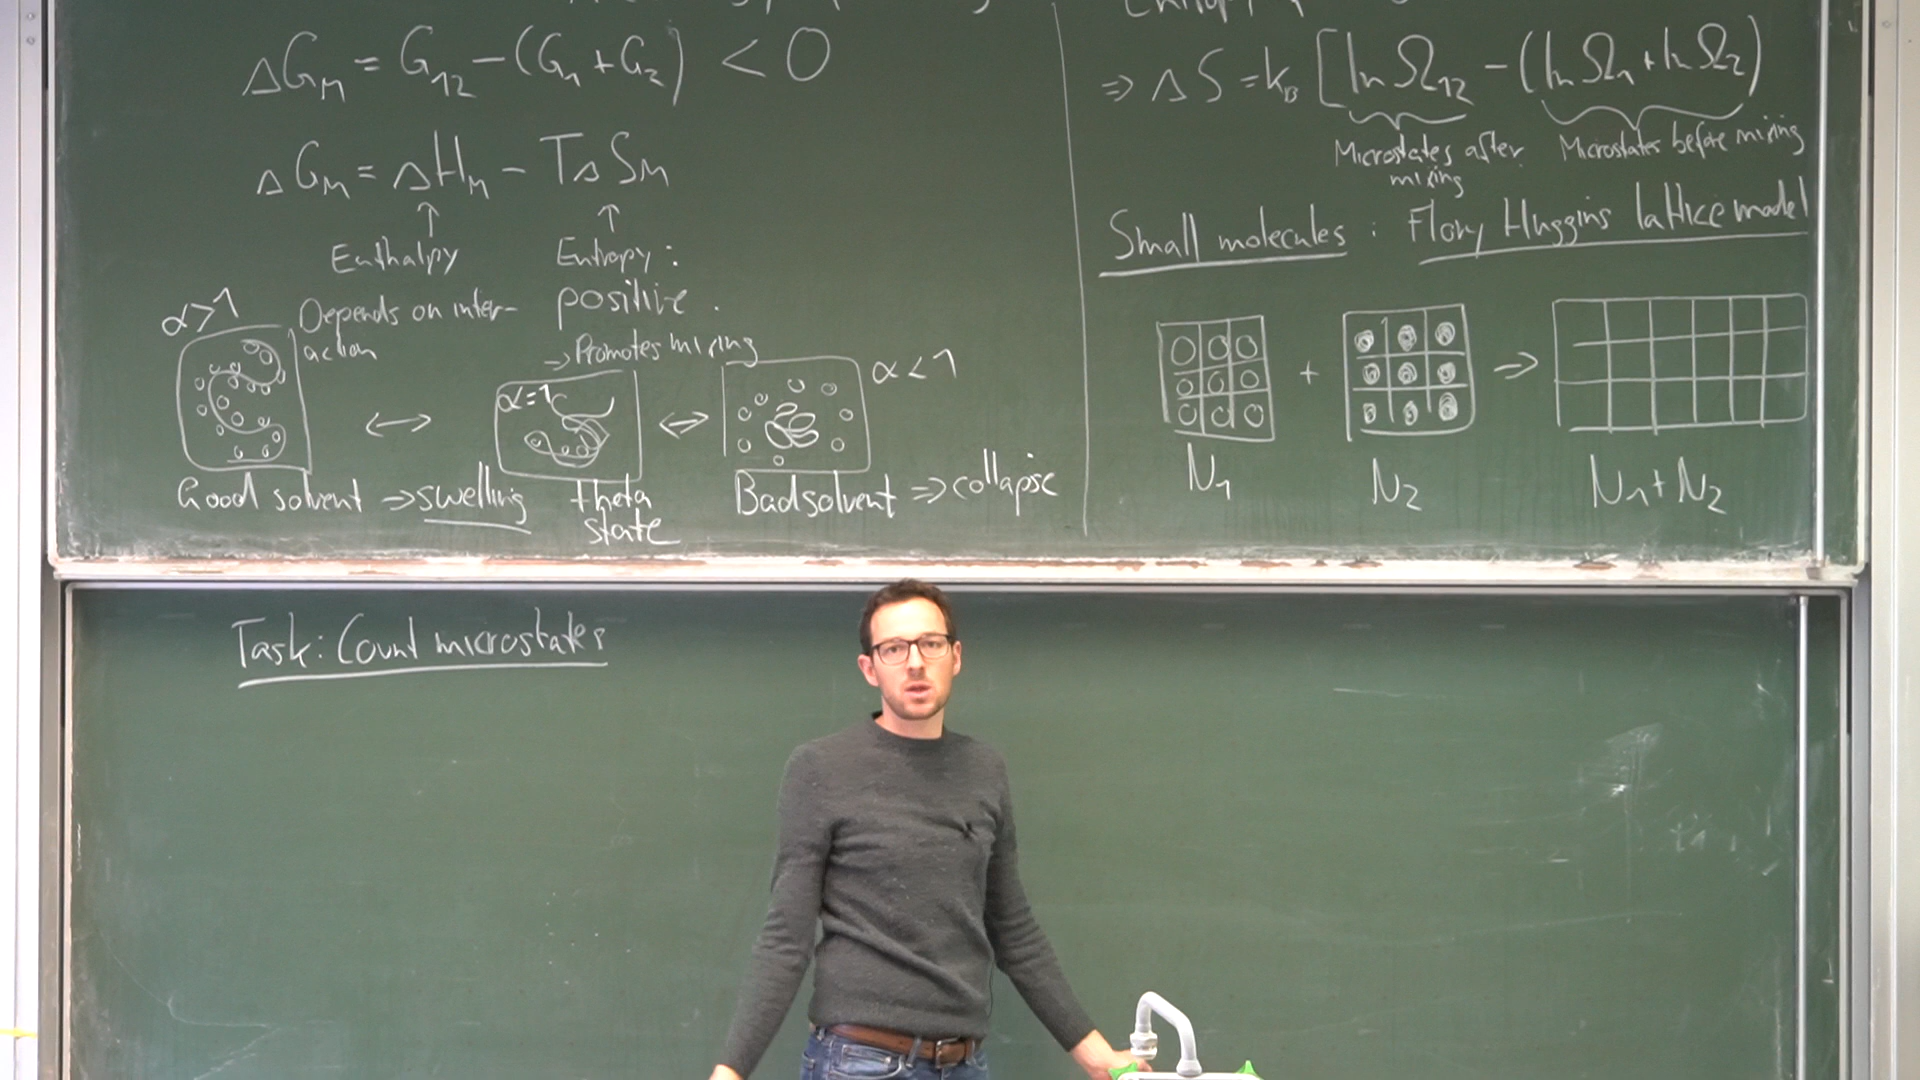 ΔG_M = G_12 - (G_1 + G_2) < 0
ΔG_M = ΔH_M - TΔS_M
↑ ↑
Enthalpy
Depends on inter-
action
Entropy:
positive.
→ Promotes mixing
α>1
α=1
α<1
Good solvent ⇒ swelling
theta
state
Bad solvent ⇒ collapse
⇒ ΔS = k_B [ln Ω_12 - (ln Ω_1 + ln Ω_2)
Microstates after
mixing
Microstates before mixing
Small molecules: Flory Huggins lattice model
+ ⇒
N_1 N_2 N_1 + N_2
Task: Count microstates